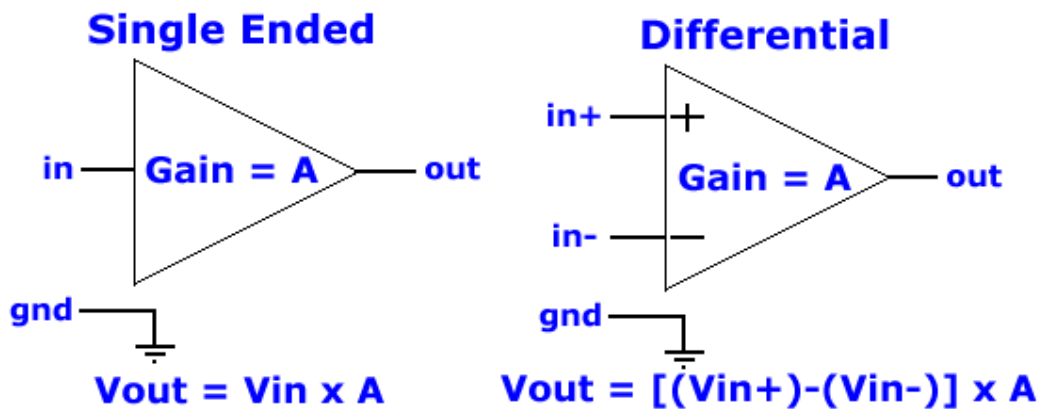 Single Ended
in
Gain = A
out
gnd
Vout = Vin x A
Differential
in+
+
Gain = A
out
in-
-
gnd
Vout = [(Vin+)-(Vin-)] x A